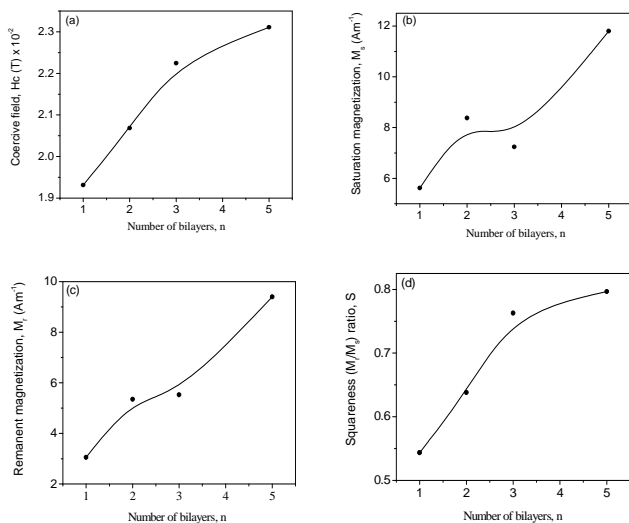 (a)
Coercive field, Hc (T) x 10-2
2.3
2.2
2.1
2.0
1.9
1 2 3 4 5
Number of bilayers, n
(b)
Saturation magnetization, Ms (Am-1)
12
10
8
6
1 2 3 4 5
Number of bilayers, n
(c)
Remanent magnetization, Mr (Am-1)
10
8
6
4
2
1 2 3 4 5
Number of bilayers, n
(d)
Squareness (Mr/Ms) ratio, S
0.8
0.7
0.6
0.5
1 2 3 4 5
Number of bilayers, n